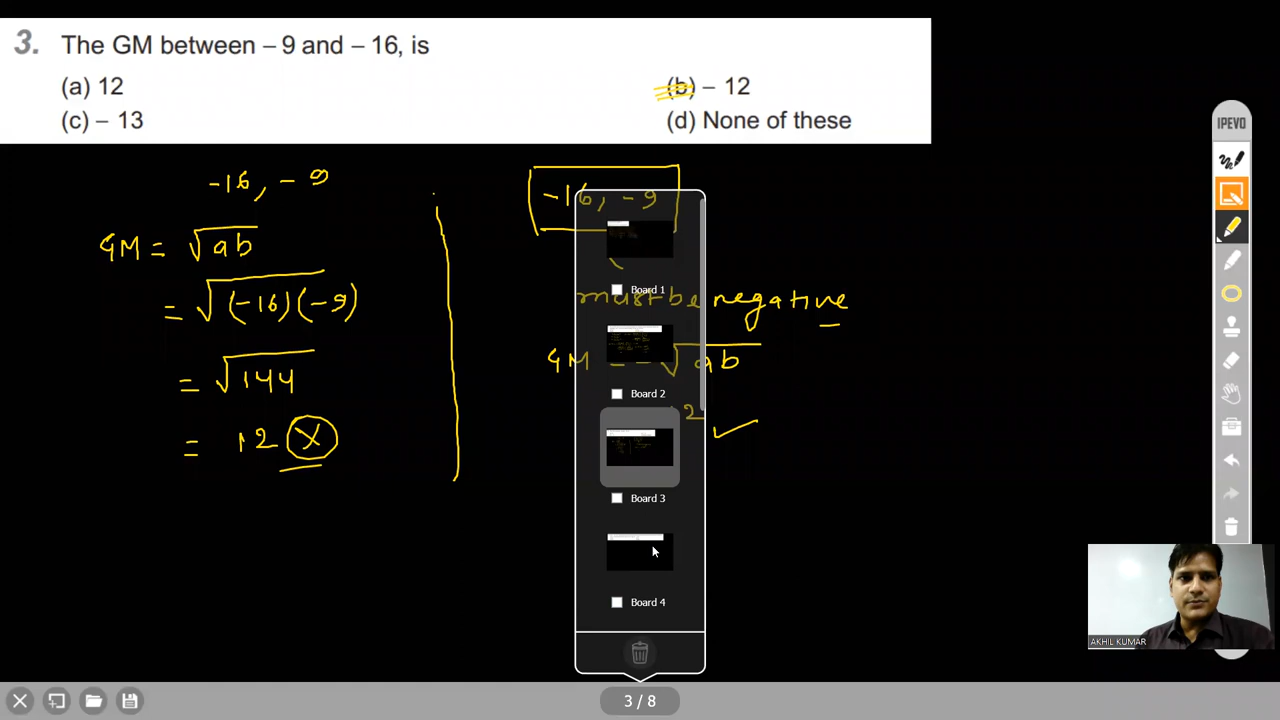 3. The GM between – 9 and – 16, is
(a) 12
(b) – 12
(c) – 13
(d) None of these
-16, -9
GM = √ab
= √(-16)(-9)
= √144
= 12 X
-16, -9
must be negative
GM = -√ab
12 ✓
Board 1
Board 2
Board 3
Board 4
3 / 8
IPEVO
AKHIL KUMAR